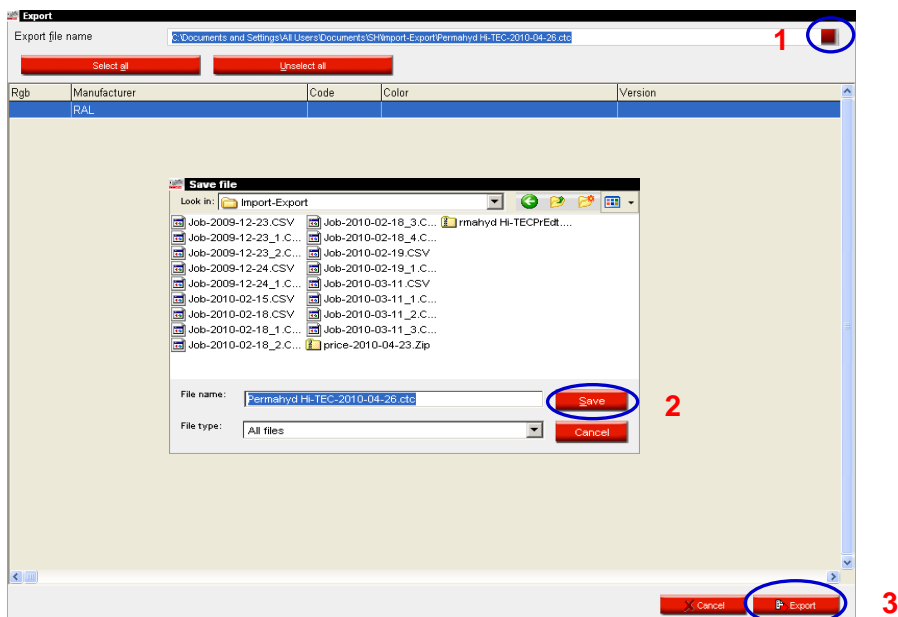 Export
Export file name C:\Documents and Settings\All Users\Documents\SH\Import-Export\Permahyd Hi-TEC-2010-04-26.ctc 1
Select all Unselect all
Rgb Manufacturer Code Color Version
RAL
Save file
Look in: Import-Export
Job-2009-12-23.CSV Job-2010-02-18_3.C... rmahyd Hi-TECPrEdt....
Job-2009-12-23_1.C... Job-2010-02-18_4.C...
Job-2009-12-23_2.C... Job-2010-02-19.CSV
Job-2009-12-24.CSV Job-2010-02-19_1.C...
Job-2009-12-24_1.C... Job-2010-03-11.CSV
Job-2010-02-15.CSV Job-2010-03-11_1.C...
Job-2010-02-18.CSV Job-2010-03-11_2.C...
Job-2010-02-18_1.C... Job-2010-03-11_3.C...
Job-2010-02-18_2.C... price-2010-04-23.Zip
File name: Permahyd Hi-TEC-2010-04-26.ctc Save 2
File type: All files Cancel
Cancel Export 3